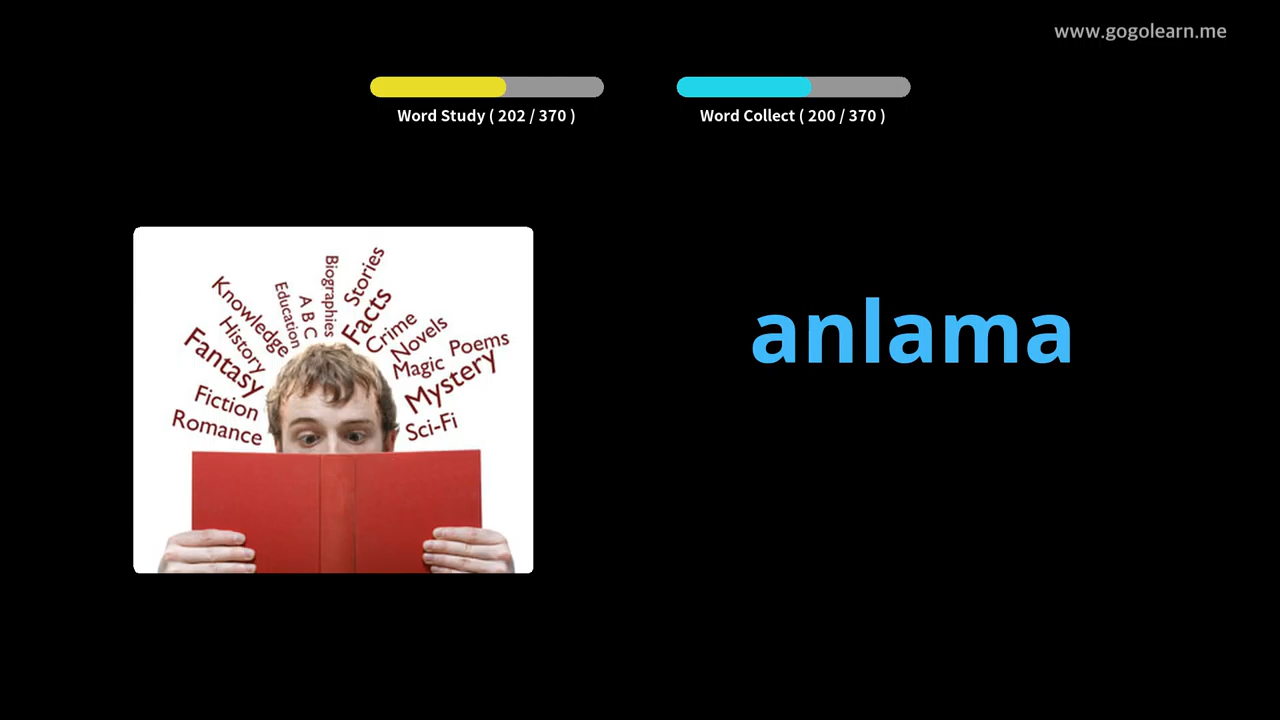 www.gogolearn.me
Word Study ( 202 / 370 )
Word Collect ( 200 / 370 )
Biographies
Stories
Education
A B C
Facts
Knowledge
Crime
History
Novels
Poems
Fantasy
Magic
Mystery
Fiction
Sci-Fi
Romance
anlama